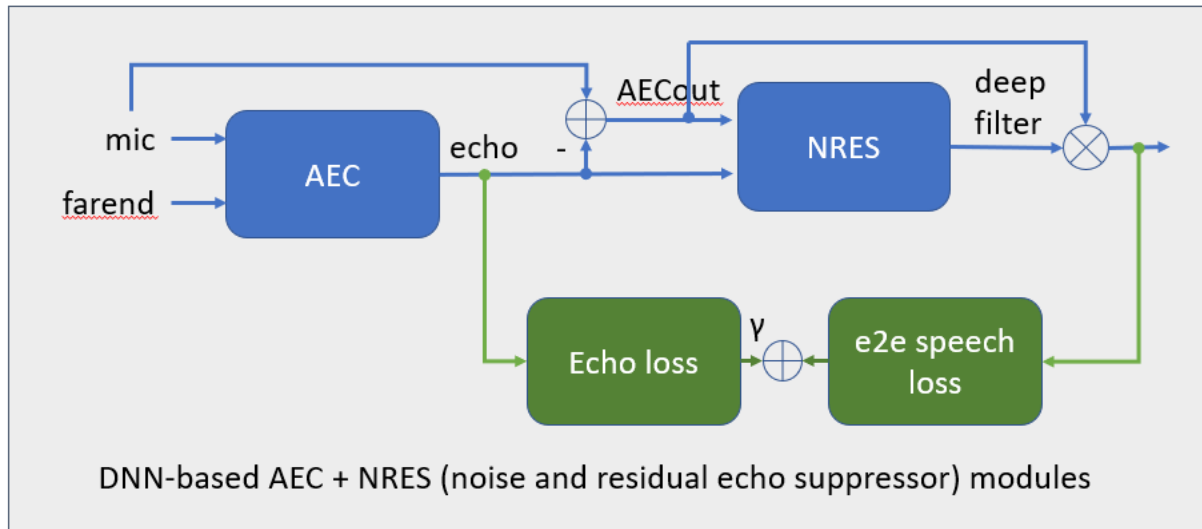 deep
filter
AECout
mic
echo
-
AEC
NRES
farend
γ
Echo loss
e2e speech
loss
DNN-based AEC + NRES (noise and residual echo suppressor) modules